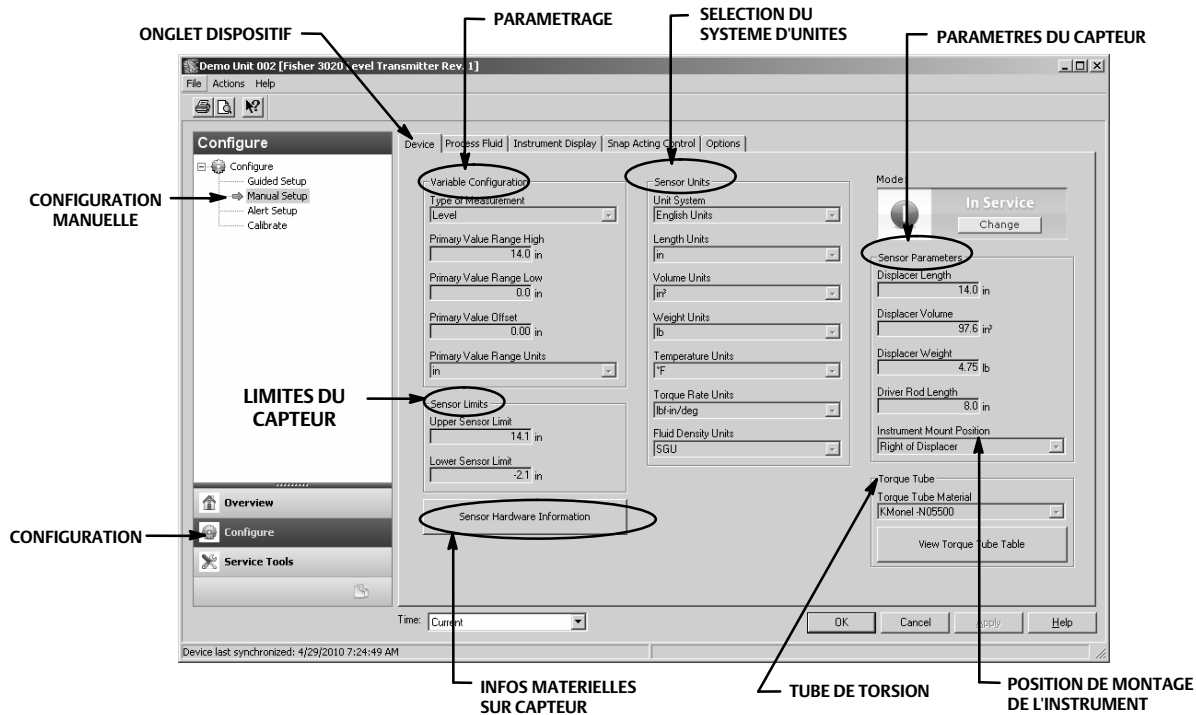 PARAMETRAGE
SELECTION DU
SYSTEME D'UNITES
ONGLET DISPOSITIF
PARAMETRES DU CAPTEUR
Demo Unit 002 [Fisher 3020 Level Transmitter Rev. 1]
File Actions Help
Configure
Configure
Guided Setup
Manual Setup
Alert Setup
Calibrate
CONFIGURATION
MANUELLE
Device Process Fluid Instrument Display Snap Acting Control Options
Variable Configuration
Type of Measurement
Level
Primary Value Range High
14.0 in
Primary Value Range Low
0.0 in
Primary Value Offset
0.00 in
Primary Value Range Units
in
LIMITES DU
CAPTEUR
Sensor Limits
Upper Sensor Limit
14.1 in
Lower Sensor Limit
-2.1 in
Sensor Hardware Information
Sensor Units
Unit System
English Units
Length Units
in
Volume Units
in³
Weight Units
lb
Temperature Units
°F
Torque Rate Units
lbf-in/deg
Fluid Density Units
SGU
Mode:
In Service
Change
Sensor Parameters
Displacer Length
14.0 in
Displacer Volume
97.6 in³
Displacer Weight
4.75 lb
Driver Rod Length
8.0 in
Instrument Mount Position
Right of Displacer
Torque Tube
Torque Tube Material
KMonel -N05500
View Torque Tube Table
Overview
CONFIGURATION
Configure
Service Tools
Time: Current
OK Cancel Apply Help
Device last synchronized: 4/29/2010 7:24:49 AM
INFOS MATERIELLES
SUR CAPTEUR
TUBE DE TORSION
POSITION DE MONTAGE
DE L'INSTRUMENT